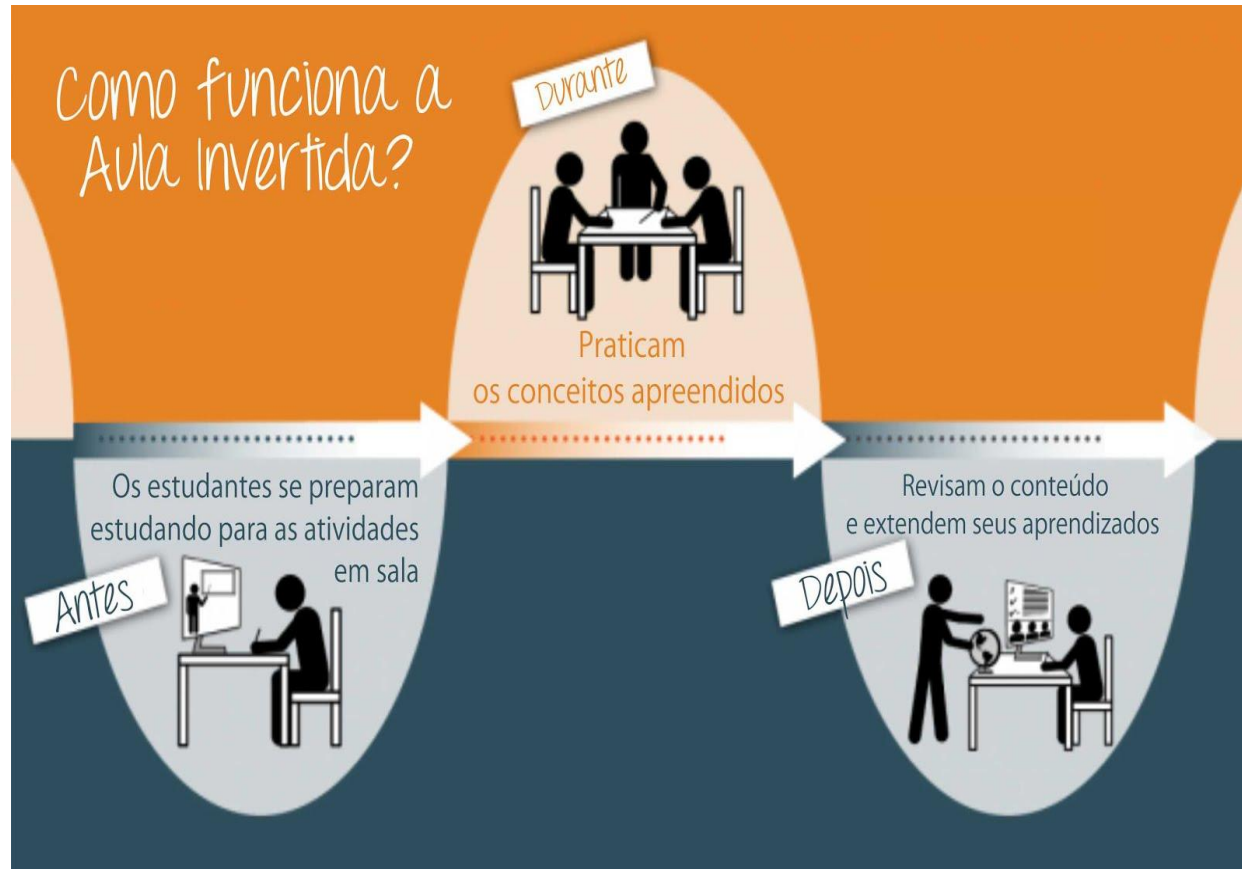 Como funciona a
Aula Invertida?
Durante
Praticam
os conceitos apreendidos
Os estudantes se preparam
estudando para as atividades
em sala
Antes
Revisam o conteúdo
e extendem seus aprendizados
Depois